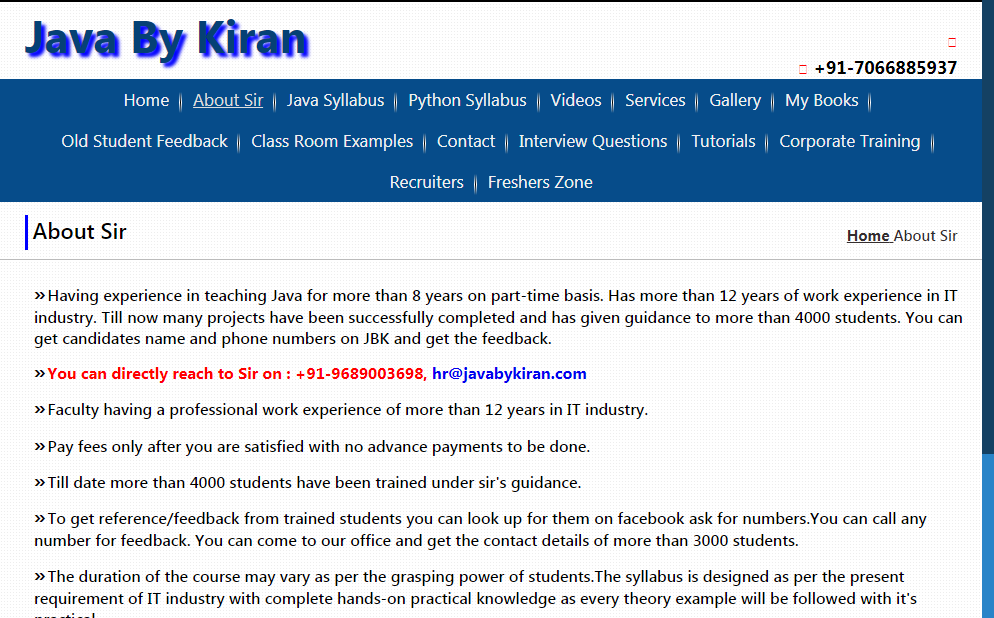 Java By Kiran
+91-7066885937
Home About Sir Java Syllabus Python Syllabus Videos Services Gallery My Books
Old Student Feedback Class Room Examples Contact Interview Questions Tutorials Corporate Training
Recruiters Freshers Zone
About Sir
Home About Sir
»Having experience in teaching Java for more than 8 years on part-time basis. Has more than 12 years of work experience in IT
industry. Till now many projects have been successfully completed and has given guidance to more than 4000 students. You can
get candidates name and phone numbers on JBK and get the feedback.
»You can directly reach to Sir on : +91-9689003698, hr@javabykiran.com
»Faculty having a professional work experience of more than 12 years in IT industry.
»Pay fees only after you are satisfied with no advance payments to be done.
»Till date more than 4000 students have been trained under sir's guidance.
»To get reference/feedback from trained students you can look up for them on facebook ask for numbers.You can call any
number for feedback. You can come to our office and get the contact details of more than 3000 students.
»The duration of the course may vary as per the grasping power of students.The syllabus is designed as per the present
requirement of IT industry with complete hands-on practical knowledge as every theory example will be followed with it's